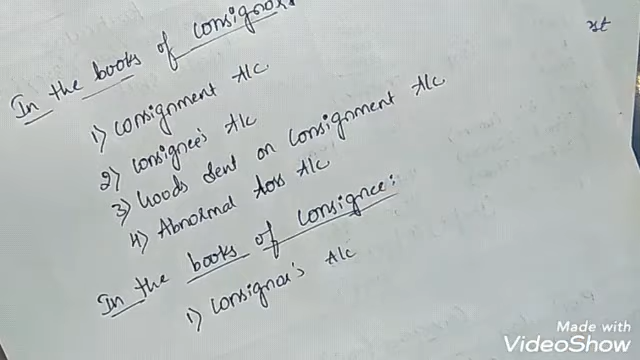 In the books of consignor:
1) Consignment A/c
2) Consignee's A/c
3) Goods sent on consignment A/c
4) Abnormal loss A/c
In the books of consignee:
1) Consignor's A/c
Made with
VideoShow